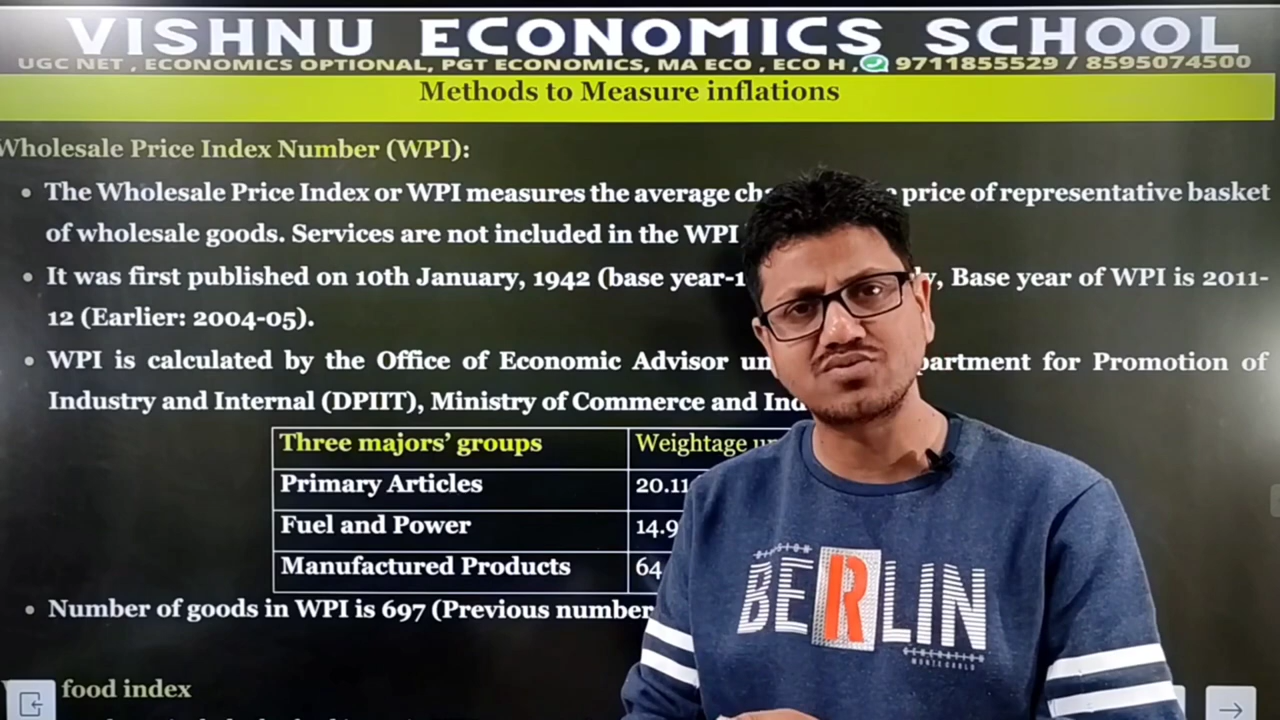 VISHNU ECONOMICS SCHOOL
UGC NET , ECONOMICS OPTIONAL, PGT ECONOMICS, MA ECO , ECO H , 9711855529 / 8595074500
Methods to Measure inflations
Wholesale Price Index Number (WPI):
• The Wholesale Price Index or WPI measures the average price of representative basket
of wholesale goods. Services are not included in the WPI
• It was first published on 10th January, 1942 (base year- Base year of WPI is 2011-
12 (Earlier: 2004-05).
• WPI is calculated by the Office of Economic Advisor for Promotion of
Industry and Internal (DPIIT), Ministry of Commerce and
Three majors' groups Weightage
Primary Articles 20.11
Fuel and Power 14.9
Manufactured Products 64
• Number of goods in WPI is 697 (Previous number
food index
BERLIN
MONTE CARLO